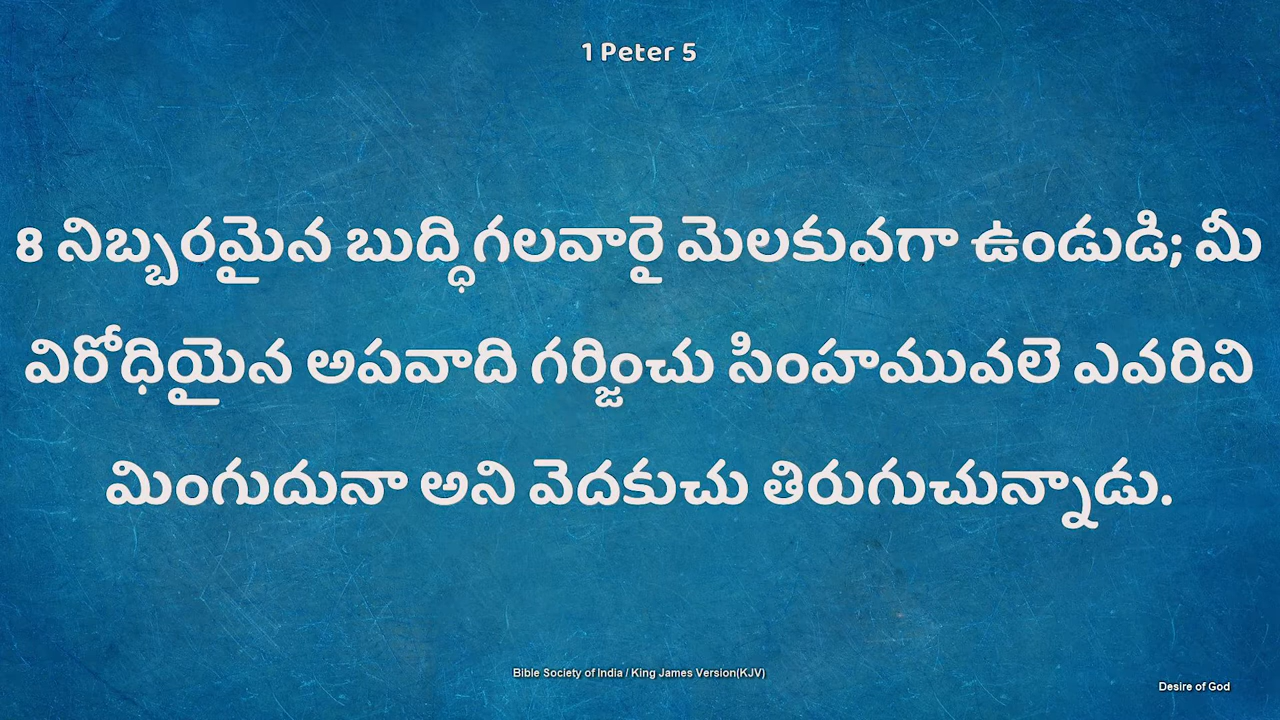 1 Peter 5
8 నిబ్బరమైన బుద్ధిగలవారై మెలకువగా ఉండుడి; మీ
విరోధియైన అపవాది గర్జించు సింహమువలె ఎవరిని
మింగుదునా అని వెదకుచు తిరుగుచున్నాడు.
Bible Society of India / King James Version(KJV)
Desire of God